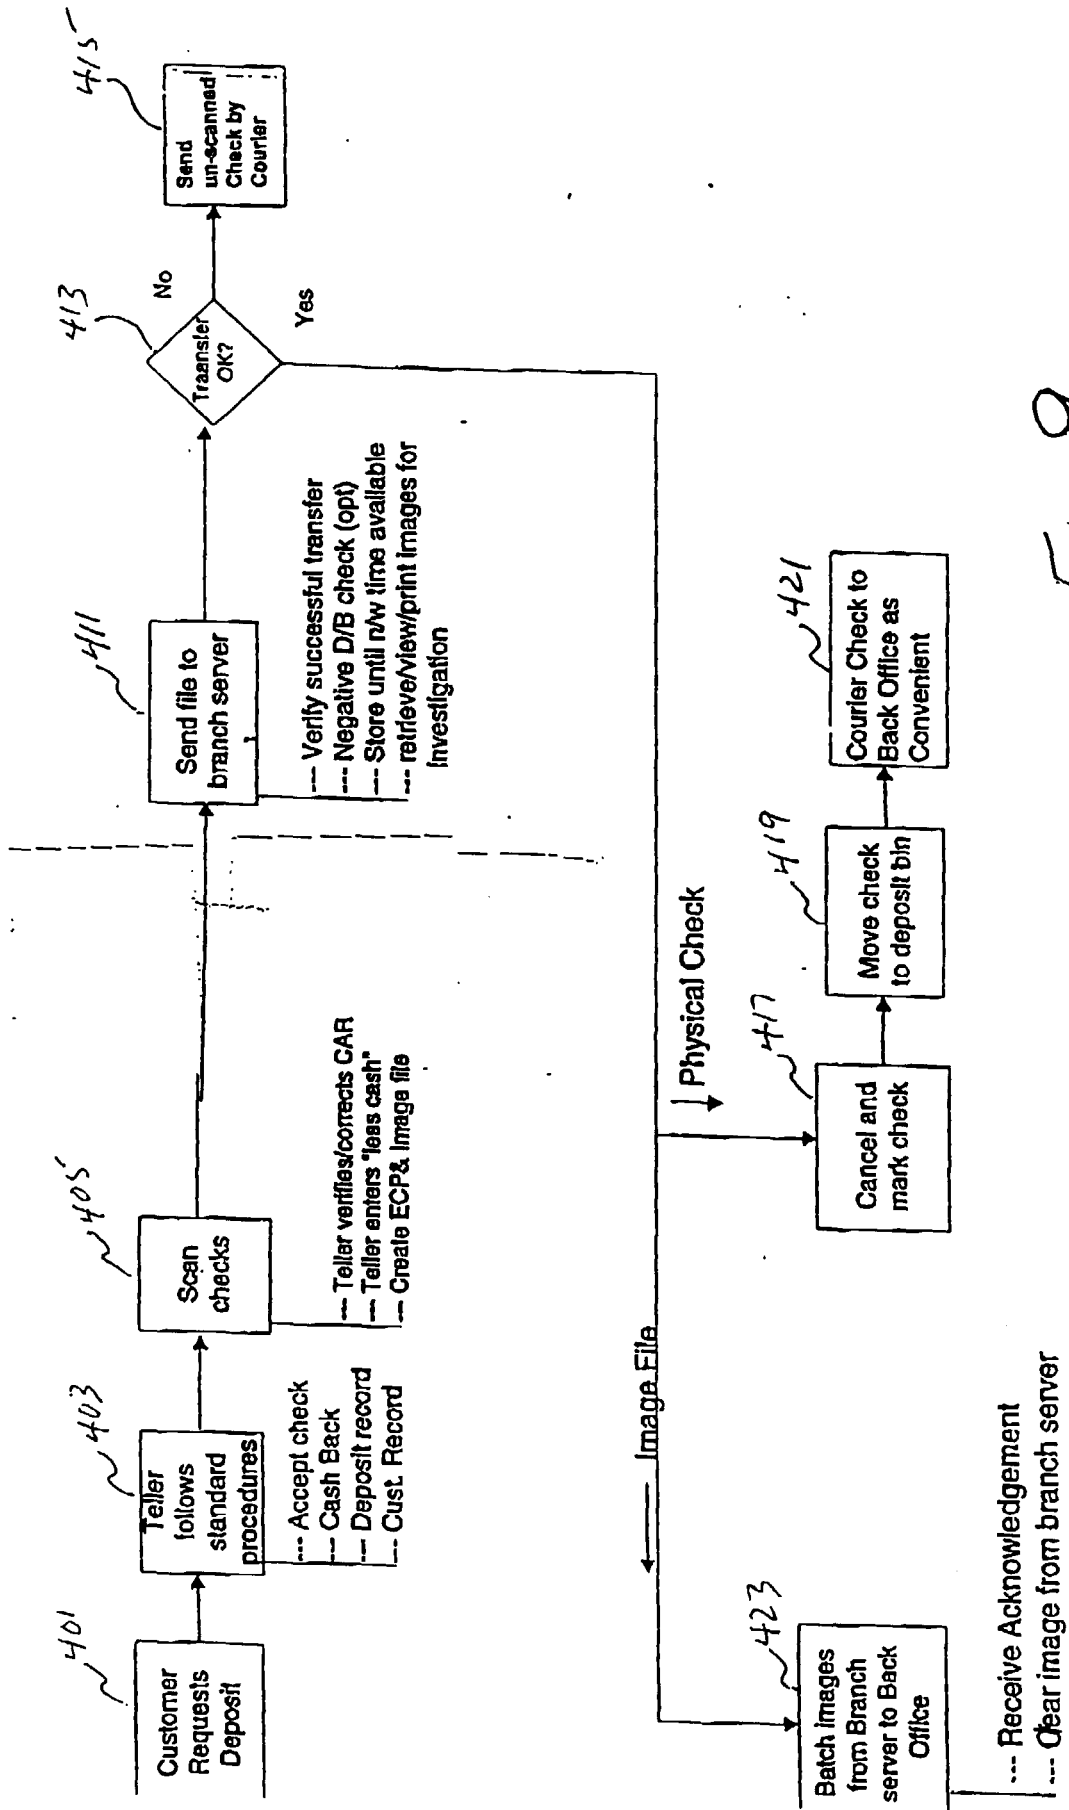 401
Customer
Requests
Deposit
403
Teller
follows
standard
procedures
--- Accept check
--- Cash Back
--- Deposit record
--- Cust. Record
405
Scan
checks
--- Teller verifies/corrects CAR
--- Teller enters "less cash"
--- Create ECP& Image file
411
Send file to
branch server
--- Verify successful transfer
--- Negative D/B check (opt)
--- Store until n/w time available
--- retrieve/view/print images for
Investigation
413
Traansfer
OK?
No
Yes
415
Send
un-scanned
Check by
Courier
Image File
Physical Check
417
Cancel and
mark check
419
Move check
to deposit bin
421
Courier Check to
Back Office as
Convenient
423
Batch images
from Branch
server to Back
Office
--- Receive Acknowledgement
--- Clear image from branch server